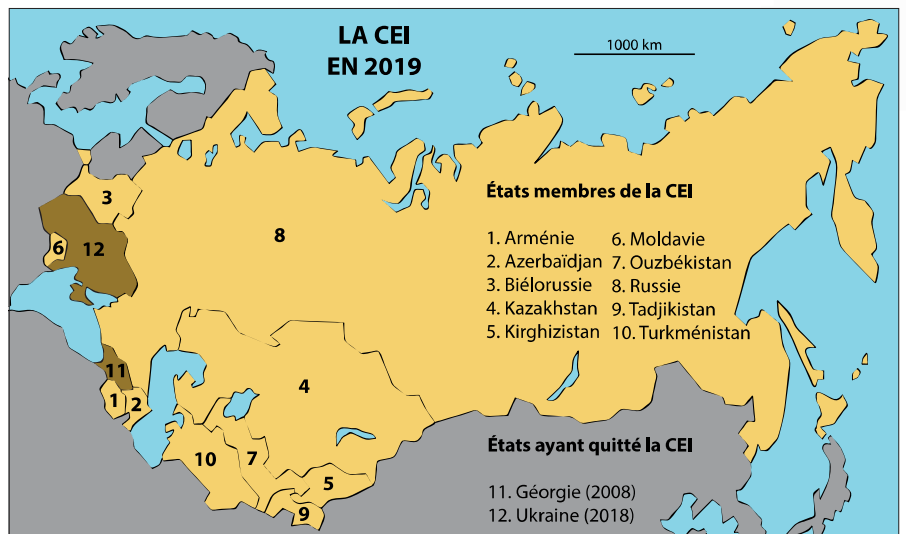 LA CEI
EN 2019
1000 km
États membres de la CEI
1. Arménie
2. Azerbaïdjan
3. Biélorussie
4. Kazakhstan
5. Kirghizistan
6. Moldavie
7. Ouzbékistan
8. Russie
9. Tadjikistan
10. Turkménistan
États ayant quitté la CEI
11. Géorgie (2008)
12. Ukraine (2018)
3
6
12
8
11
1
2
4
10
7
5
9